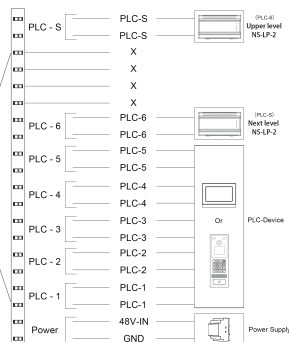 PLC - S
PLC-S
PLC-S
(PLC-6)
Upper level
NS-LP-2
X
X
X
X
PLC - 6
PLC-6
PLC-6
(PLC-S)
Next level
NS-LP-2
PLC - 5
PLC-5
PLC-5
PLC - 4
PLC-4
PLC-4
PLC - 3
PLC-3
PLC-3
Or
PLC-Device
PLC - 2
PLC-2
PLC-2
PLC - 1
PLC-1
PLC-1
Power
48V-IN
GND
Power Supply